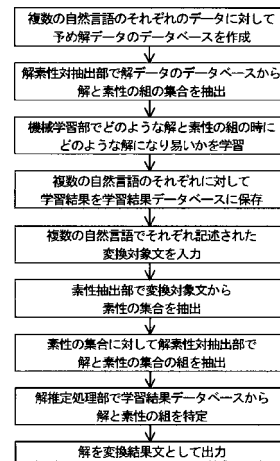 複数の自然言語のそれぞれのデータに対して
予め解データのデータベースを作成
解素性対抽出部で解データのデータベースから
解と素性の組の集合を抽出
機械学習部でどのような解と素性の組の時に
どのような解になり易いかを学習
複数の自然言語のそれぞれに対して
学習結果を学習結果データベースに保存
複数の自然言語でそれぞれ記述された
変換対象文を入力
素性抽出部で変換対象文から
素性の集合を抽出
素性の集合に対して解素性対抽出部で
解と素性の集合の組を抽出
解推定処理部で学習結果データベースから
解と素性の組を特定
解を変換結果文として出力